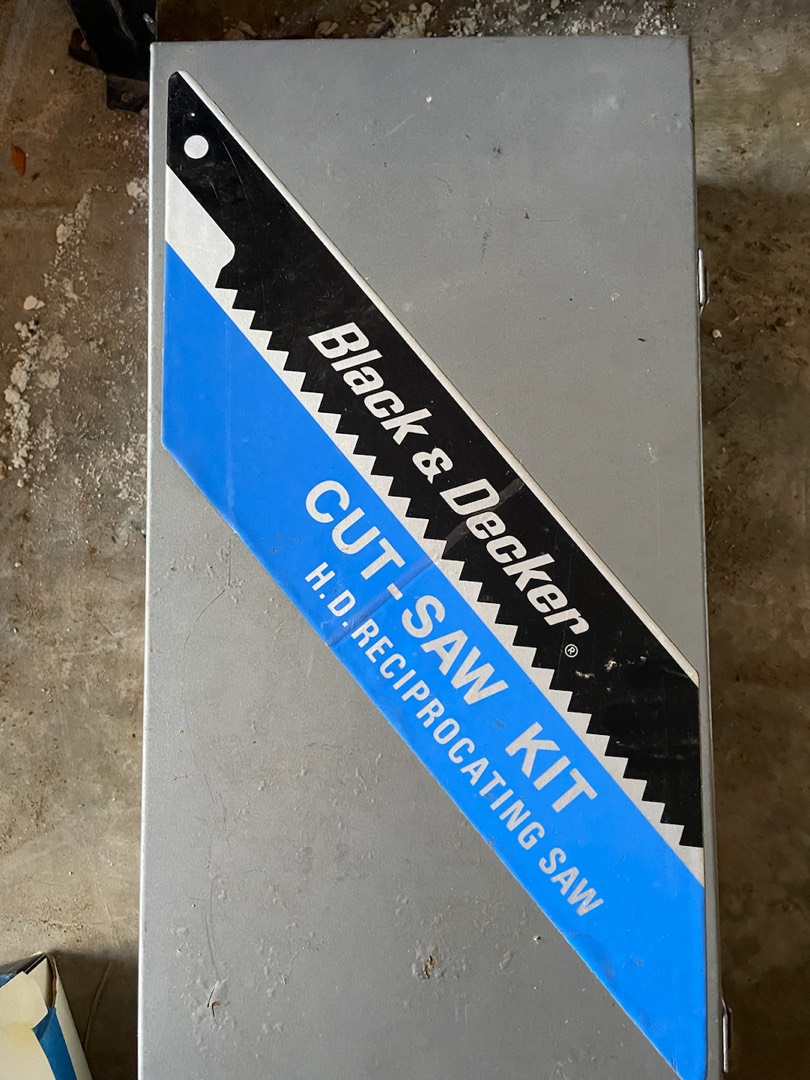 Black & Decker®
CUT-SAW KIT
H.D. RECIPROCATING SAW